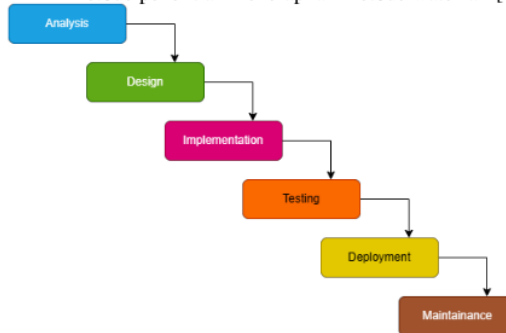 Analysis
Design
Implementation
Testing
Deployment
Maintainance